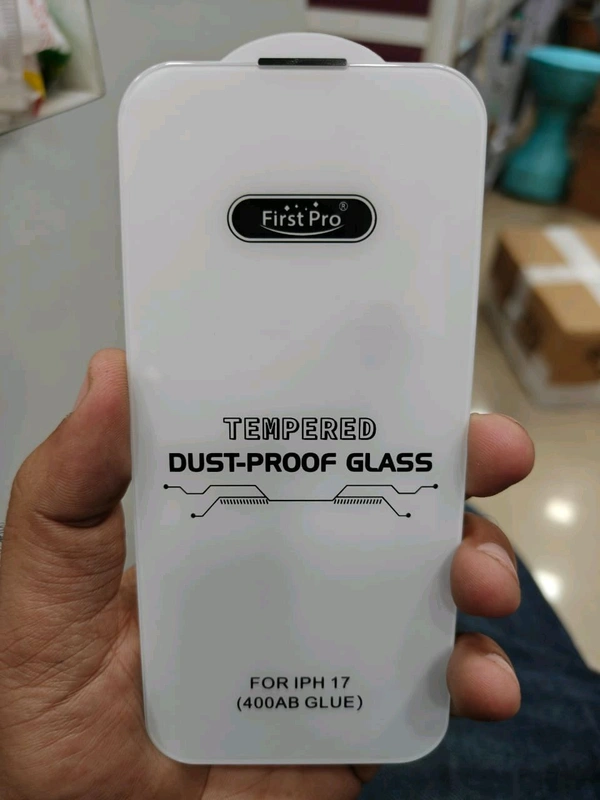 First Pro®
TEMPERED
DUST-PROOF GLASS
FOR IPH 17
(400AB GLUE)